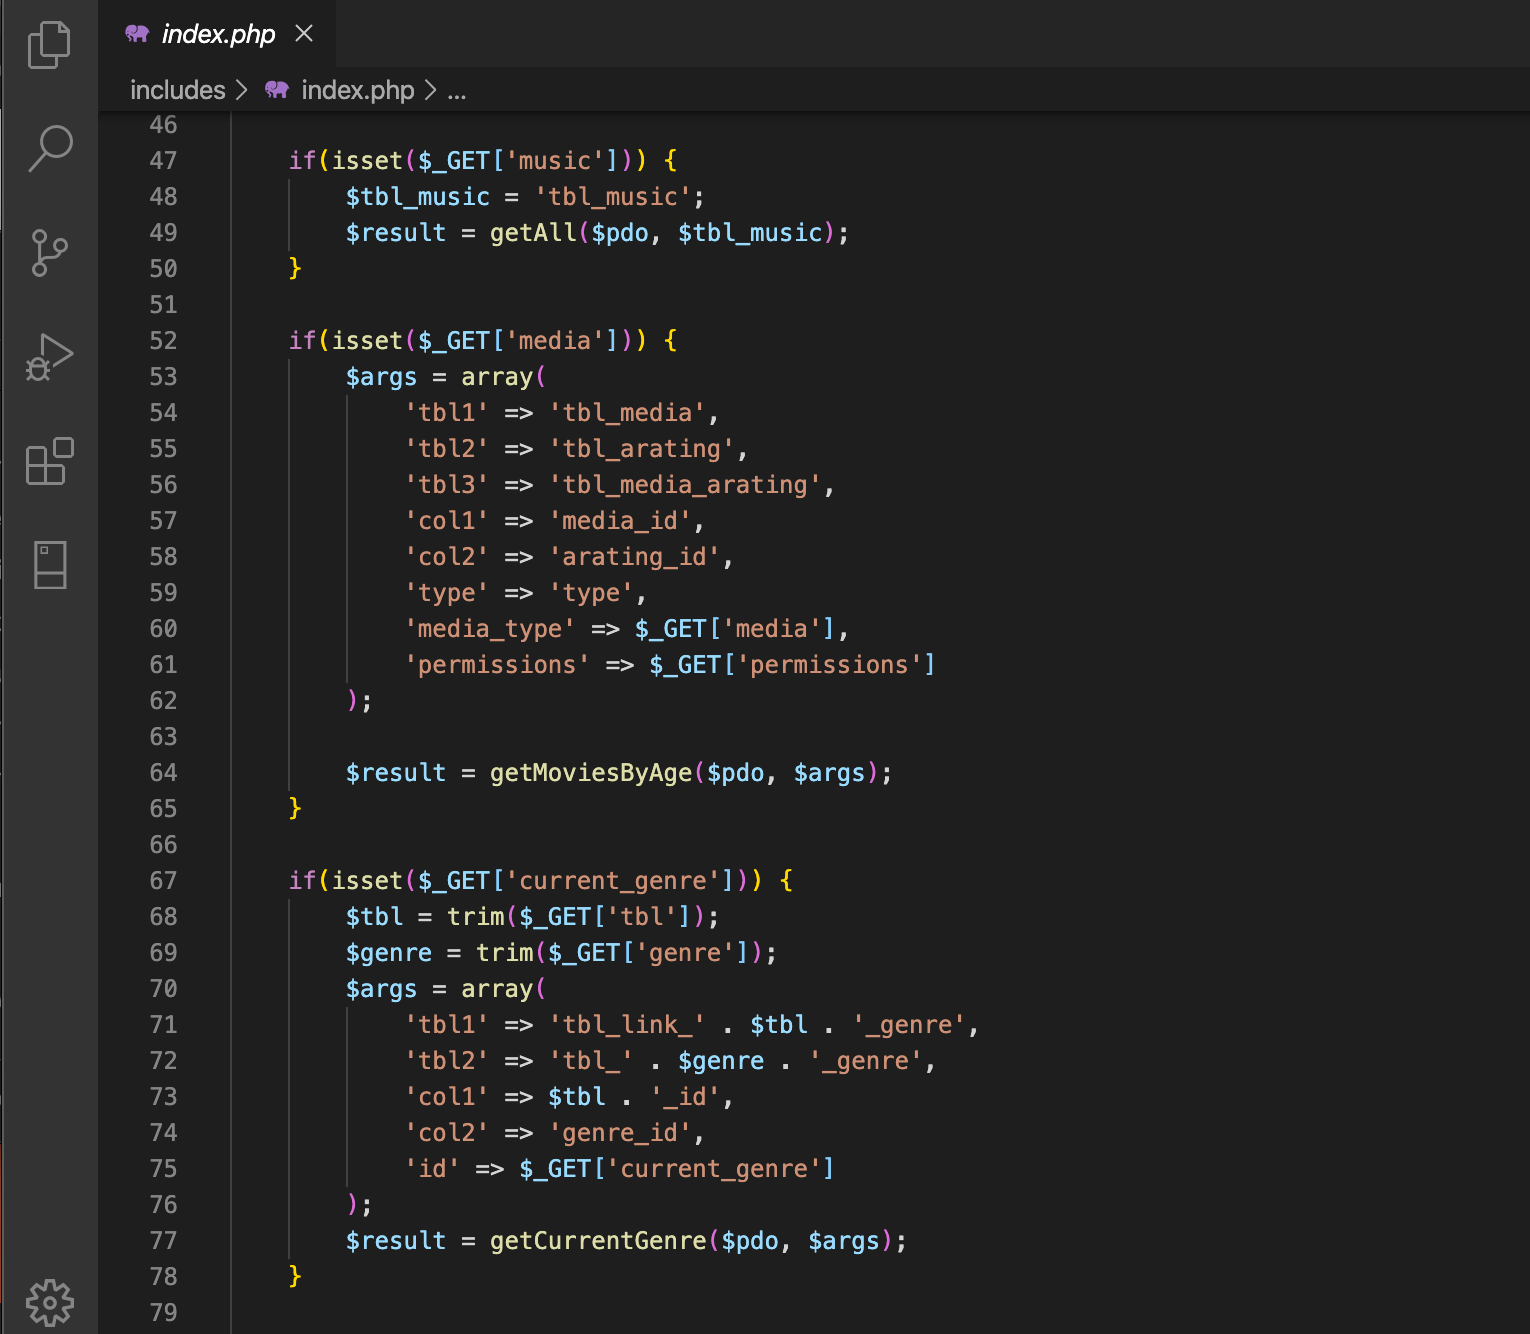 index.php
includes > index.php > ...
46
47 if(isset($_GET['music'])) {
48 $tbl_music = 'tbl_music';
49 $result = getAll($pdo, $tbl_music);
50 }
51
52 if(isset($_GET['media'])) {
53 $args = array(
54 'tbl1' => 'tbl_media',
55 'tbl2' => 'tbl_arating',
56 'tbl3' => 'tbl_media_arating',
57 'col1' => 'media_id',
58 'col2' => 'arating_id',
59 'type' => 'type',
60 'media_type' => $_GET['media'],
61 'permissions' => $_GET['permissions']
62 );
63
64 $result = getMoviesByAge($pdo, $args);
65 }
66
67 if(isset($_GET['current_genre'])) {
68 $tbl = trim($_GET['tbl']);
69 $genre = trim($_GET['genre']);
70 $args = array(
71 'tbl1' => 'tbl_link_' . $tbl . '_genre',
72 'tbl2' => 'tbl_' . $genre . '_genre',
73 'col1' => $tbl . '_id',
74 'col2' => 'genre_id',
75 'id' => $_GET['current_genre']
76 );
77 $result = getCurrentGenre($pdo, $args);
78 }
79